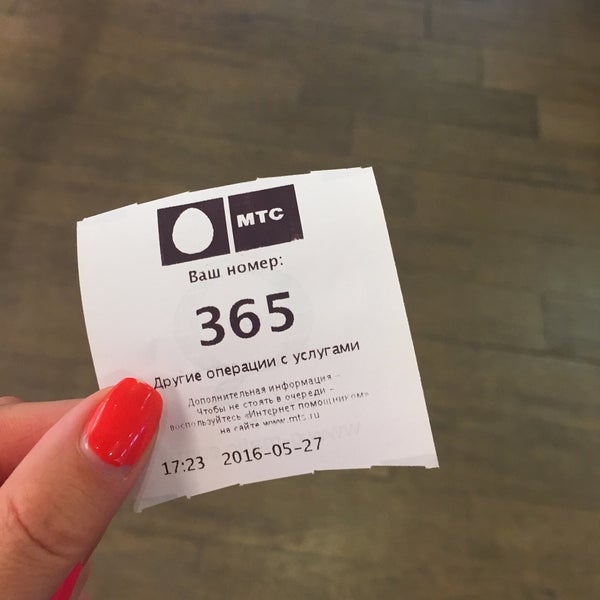 МТС
Ваш номер:
365
Другие операции с услугами
Дополнительная информация –
Чтобы не стоять в очереди –
воспользуйтесь «Интернет помощником»
на сайте www.mts.ru
17:23 2016-05-27